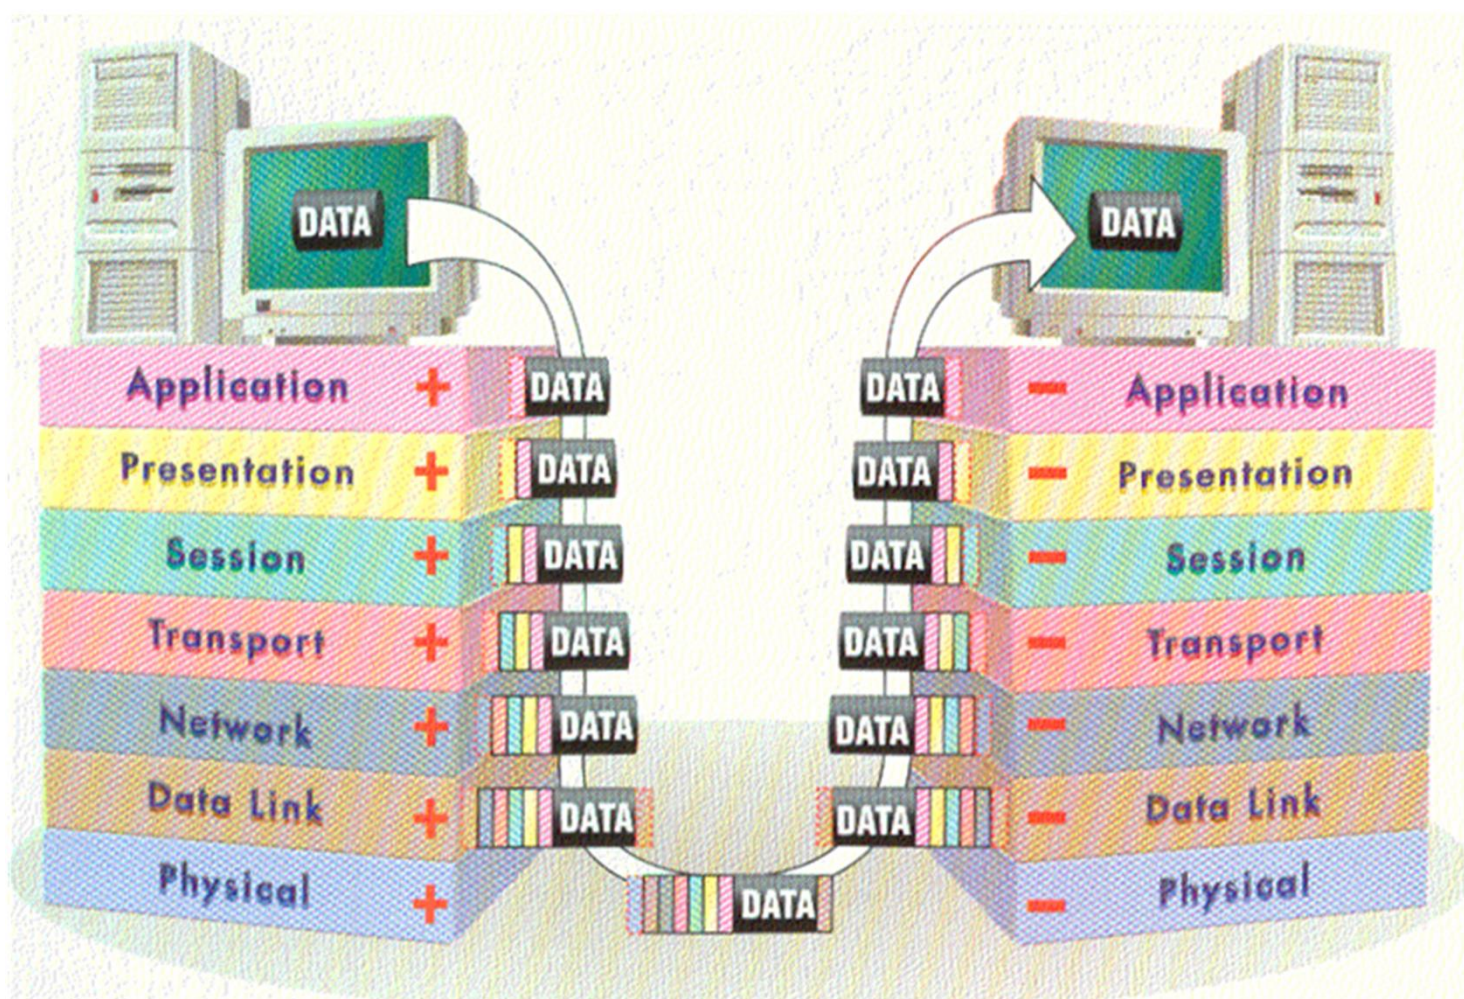 DATA DATA
Application + DATA DATA − Application
Presentation + DATA DATA − Presentation
Session + DATA DATA − Session
Transport + DATA DATA − Transport
Network + DATA DATA − Network
Data Link + DATA DATA − Data Link
Physical + DATA − Physical